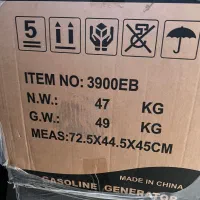 5
ITEM NO: 3900EB
N.W.: 47 KG
G.W.: 49 KG
MEAS:72.5X44.5X45CM
MADE IN CHINA
GASOLINE GENERATOR